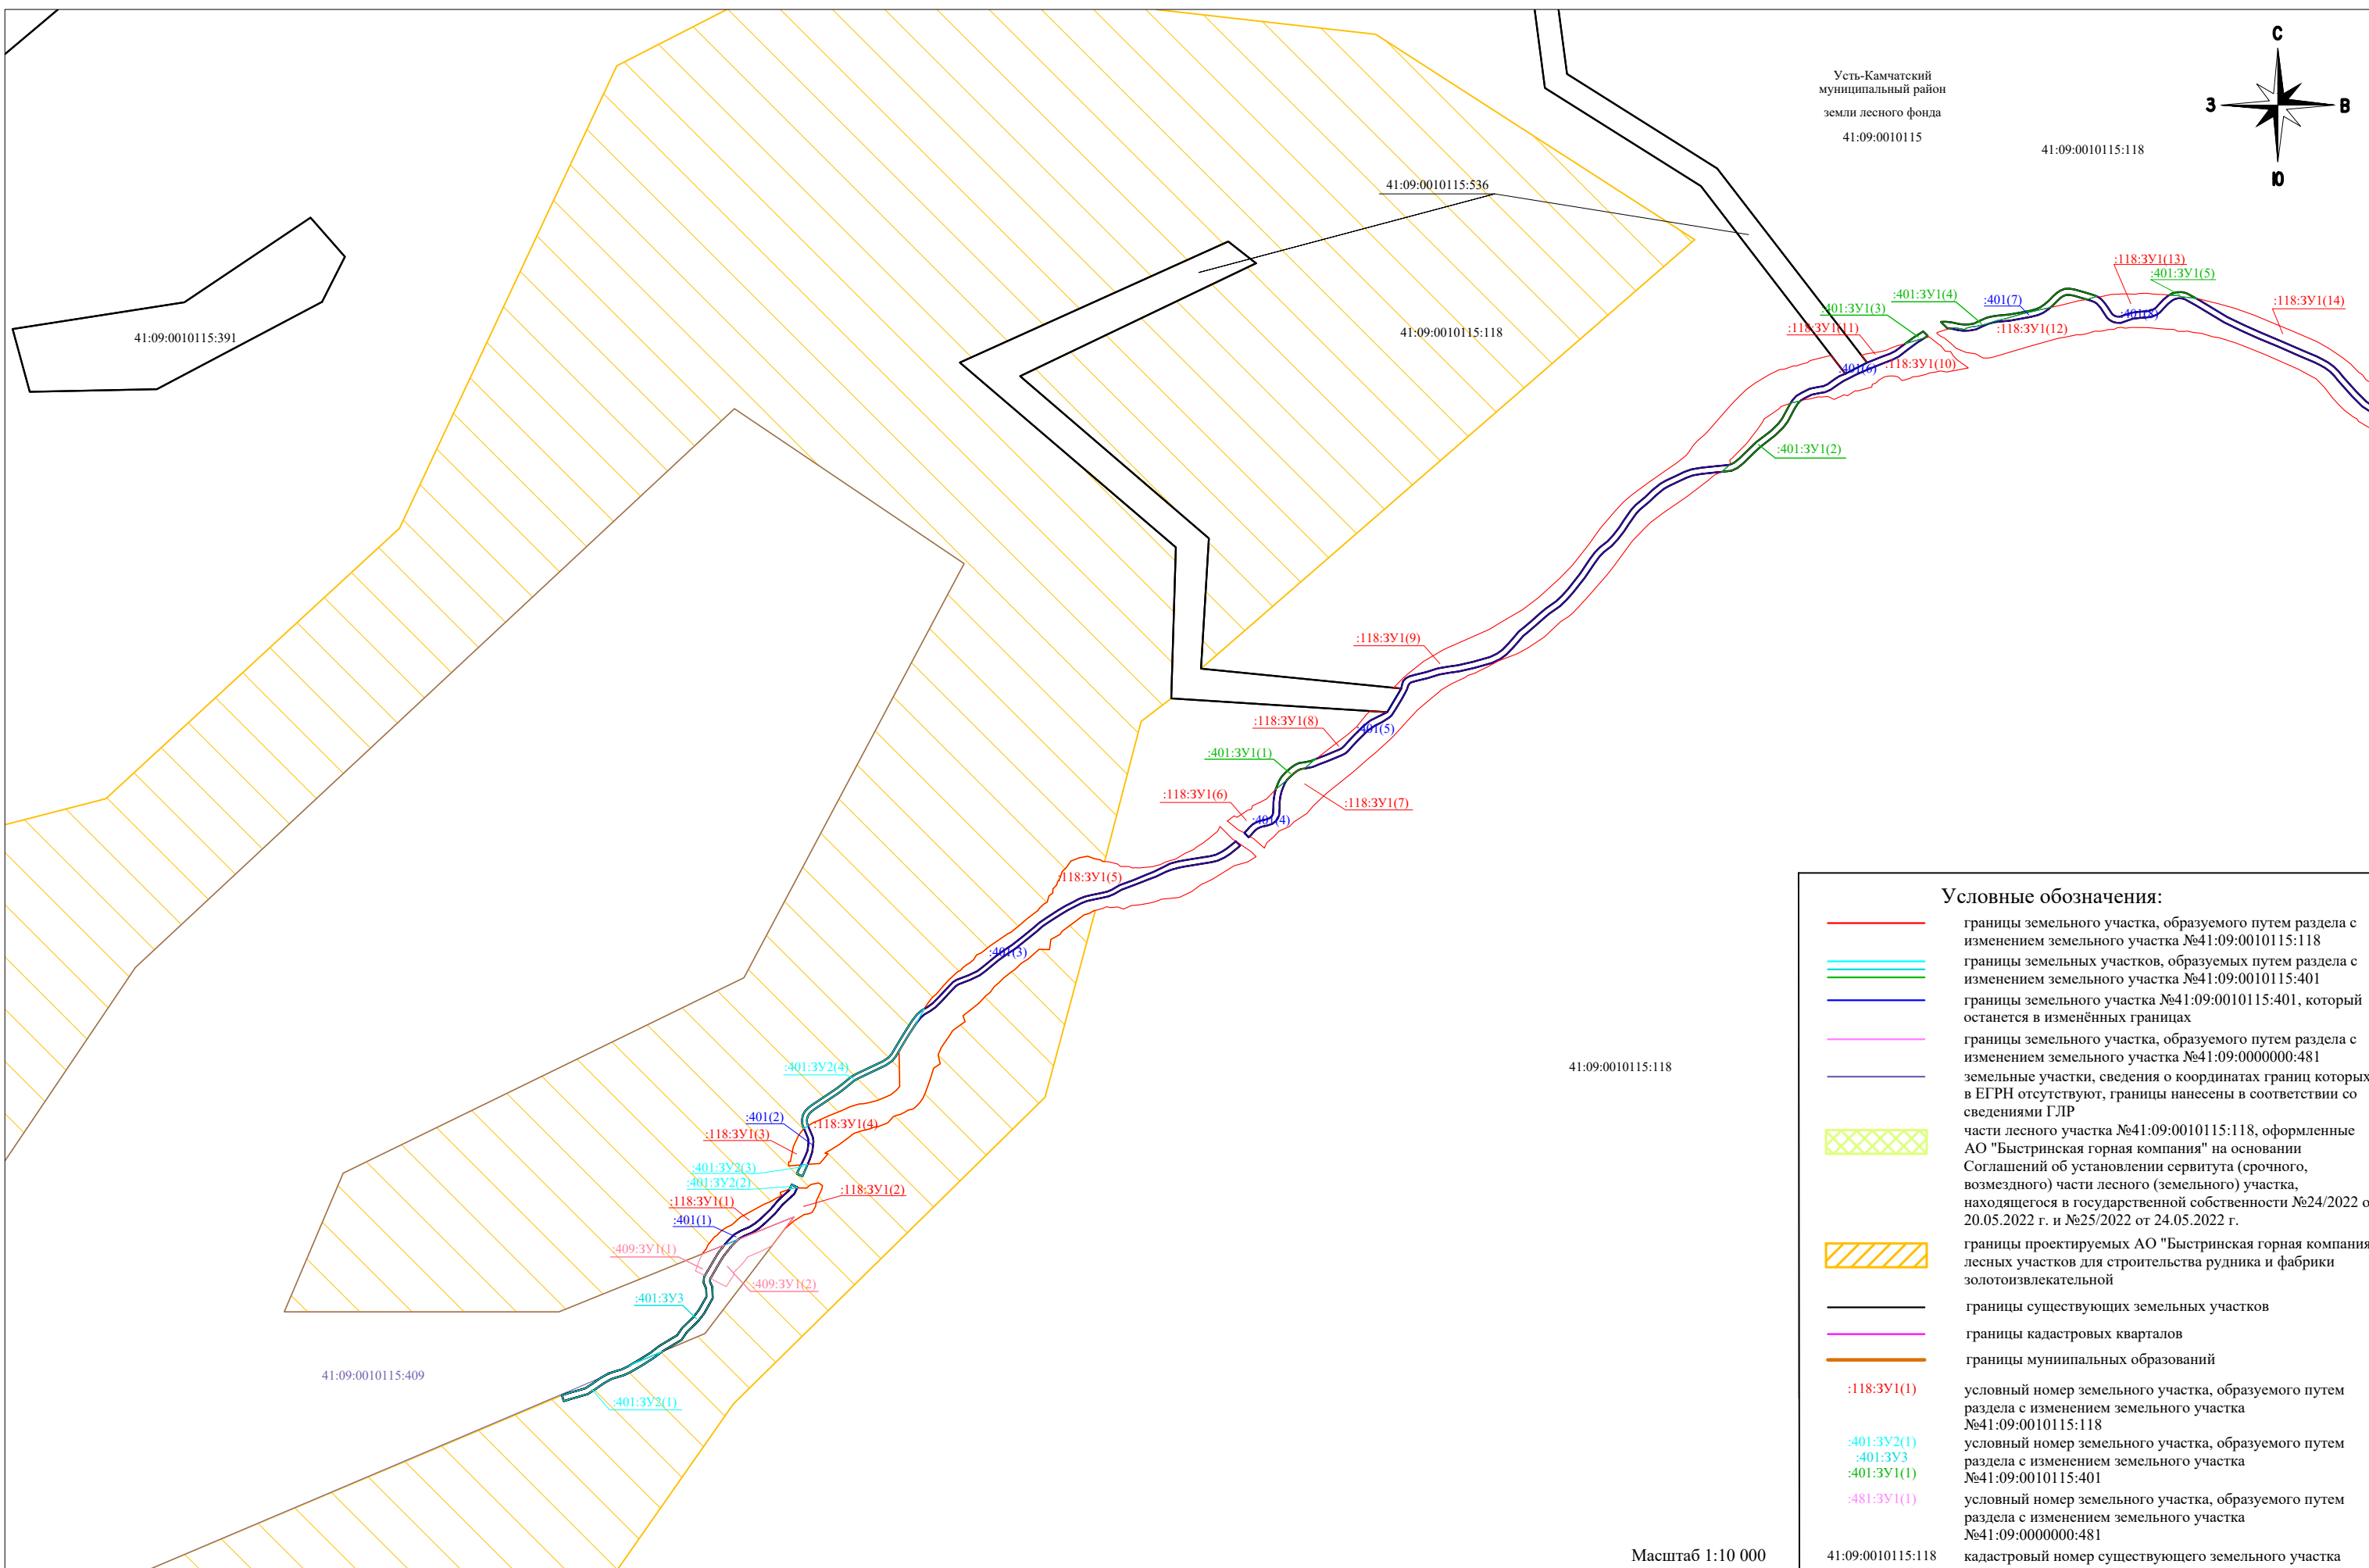 С
З
В
Ю
Усть-Камчатский
муниципальный район
земли лесного фонда
41:09:0010115
41:09:0010115:118
41:09:0010115:536
41:09:0010115:391
41:09:0010115:118
:118:ЗУ1(13)
:401:ЗУ1(5)
:401:ЗУ1(4)
:401(7)
:118:ЗУ1(14)
:401:ЗУ1(3)
:401(8)
:118:ЗУ1(11)
:118:ЗУ1(12)
:401(6)
:118:ЗУ1(10)
:401:ЗУ1(2)
:118:ЗУ1(9)
:118:ЗУ1(8)
:401(5)
:401:ЗУ1(1)
:118:ЗУ1(6)
:118:ЗУ1(7)
:401(4)
:118:ЗУ1(5)
:401(3)
:401:ЗУ2(4)
41:09:0010115:118
:401(2)
:118:ЗУ1(4)
:118:ЗУ1(3)
:401:ЗУ2(3)
:401:ЗУ2(2)
:118:ЗУ1(2)
:118:ЗУ1(1)
:401(1)
:409:ЗУ1(1)
:409:ЗУ1(2)
:401:ЗУ3
41:09:0010115:409
:401:ЗУ2(1)
Масштаб 1:10 000
Условные обозначения:
границы земельного участка, образуемого путем раздела с
изменением земельного участка №41:09:0010115:118
границы земельных участков, образуемых путем раздела с
изменением земельного участка №41:09:0010115:401
границы земельного участка №41:09:0010115:401, который
останется в изменённых границах
границы земельного участка, образуемого путем раздела с
изменением земельного участка №41:09:0000000:481
земельные участки, сведения о координатах границ которых
в ЕГРН отсутствуют, границы нанесены в соответствии со
сведениями ГЛР
части лесного участка №41:09:0010115:118, оформленные
АО "Быстринская горная компания" на основании
Соглашений об установлении сервитута (срочного,
возмездного) части лесного (земельного) участка,
находящегося в государственной собственности №24/2022 о
20.05.2022 г. и №25/2022 от 24.05.2022 г.
границы проектируемых АО "Быстринская горная компания
лесных участков для строительства рудника и фабрики
золотоизвлекательной
границы существующих земельных участков
границы кадастровых кварталов
границы муниипальных образований
:118:ЗУ1(1) условный номер земельного участка, образуемого путем
раздела с изменением земельного участка
№41:09:0010115:118
:401:ЗУ2(1) условный номер земельного участка, образуемого путем
:401:ЗУ3 раздела с изменением земельного участка
:401:ЗУ1(1) №41:09:0010115:401
:481:ЗУ1(1) условный номер земельного участка, образуемого путем
раздела с изменением земельного участка
№41:09:0000000:481
41:09:0010115:118 кадастровый номер существующего земельного участка